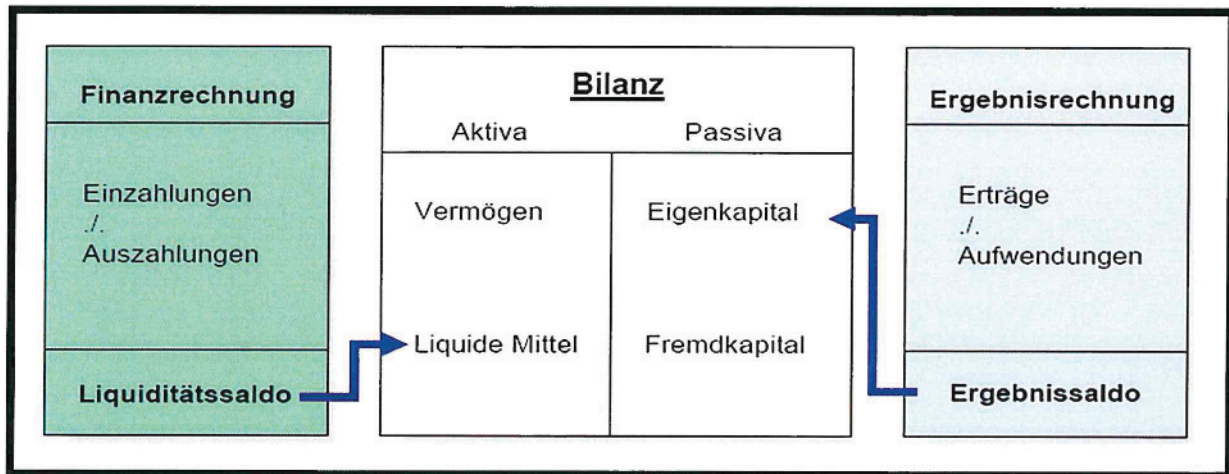 Finanzrechnung
Einzahlungen
./.
Auszahlungen
Liquiditätssaldo
Bilanz
Aktiva Passiva
Vermögen Eigenkapital
Liquide Mittel Fremdkapital
Ergebnisrechnung
Erträge
./.
Aufwendungen
Ergebnissaldo